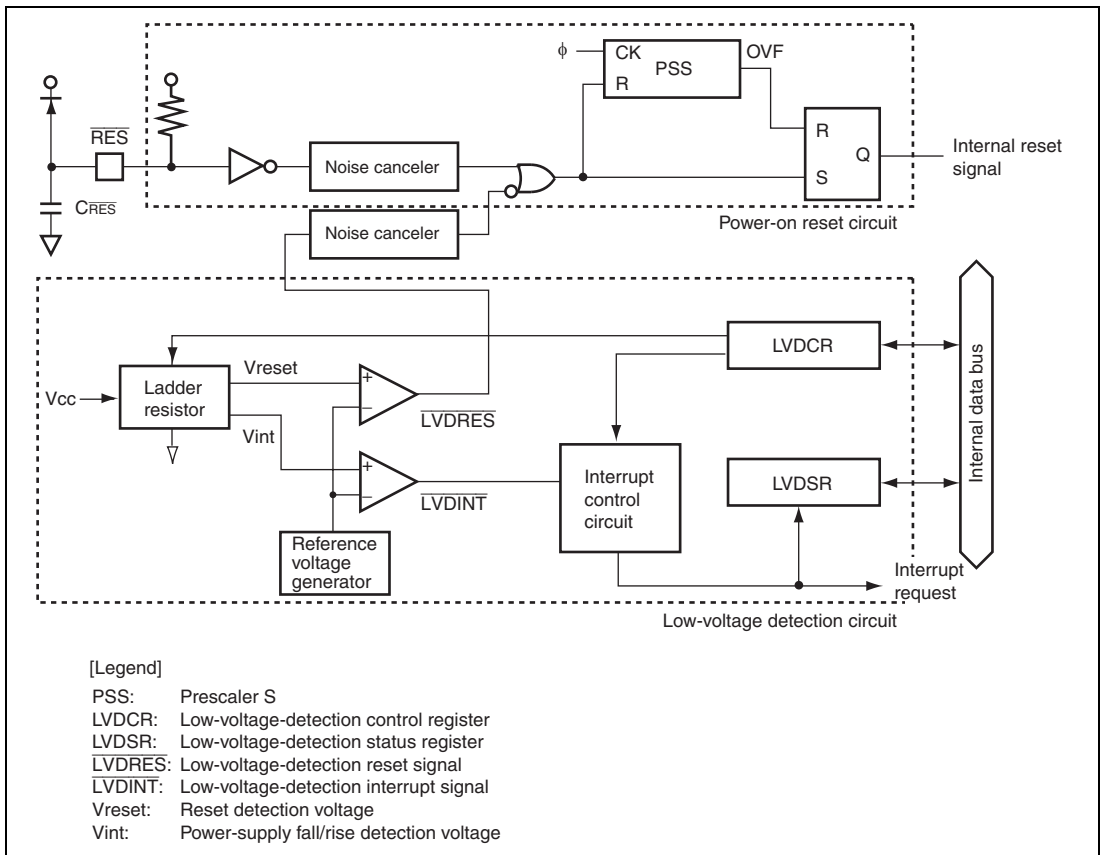 φ
CK
PSS
OVF
R
RES
Noise canceler
R
Q
S
Internal reset
signal
CRES
Noise canceler
Power-on reset circuit
LVDCR
Vreset
Vcc
Ladder
resistor
LVDRES
Vint
Internal data bus
Interrupt
control
circuit
LVDSR
LVDINT
Reference
voltage
generator
Interrupt
request
Low-voltage detection circuit
[Legend]
PSS: Prescaler S
LVDCR: Low-voltage-detection control register
LVDSR: Low-voltage-detection status register
LVDRES: Low-voltage-detection reset signal
LVDINT: Low-voltage-detection interrupt signal
Vreset: Reset detection voltage
Vint: Power-supply fall/rise detection voltage